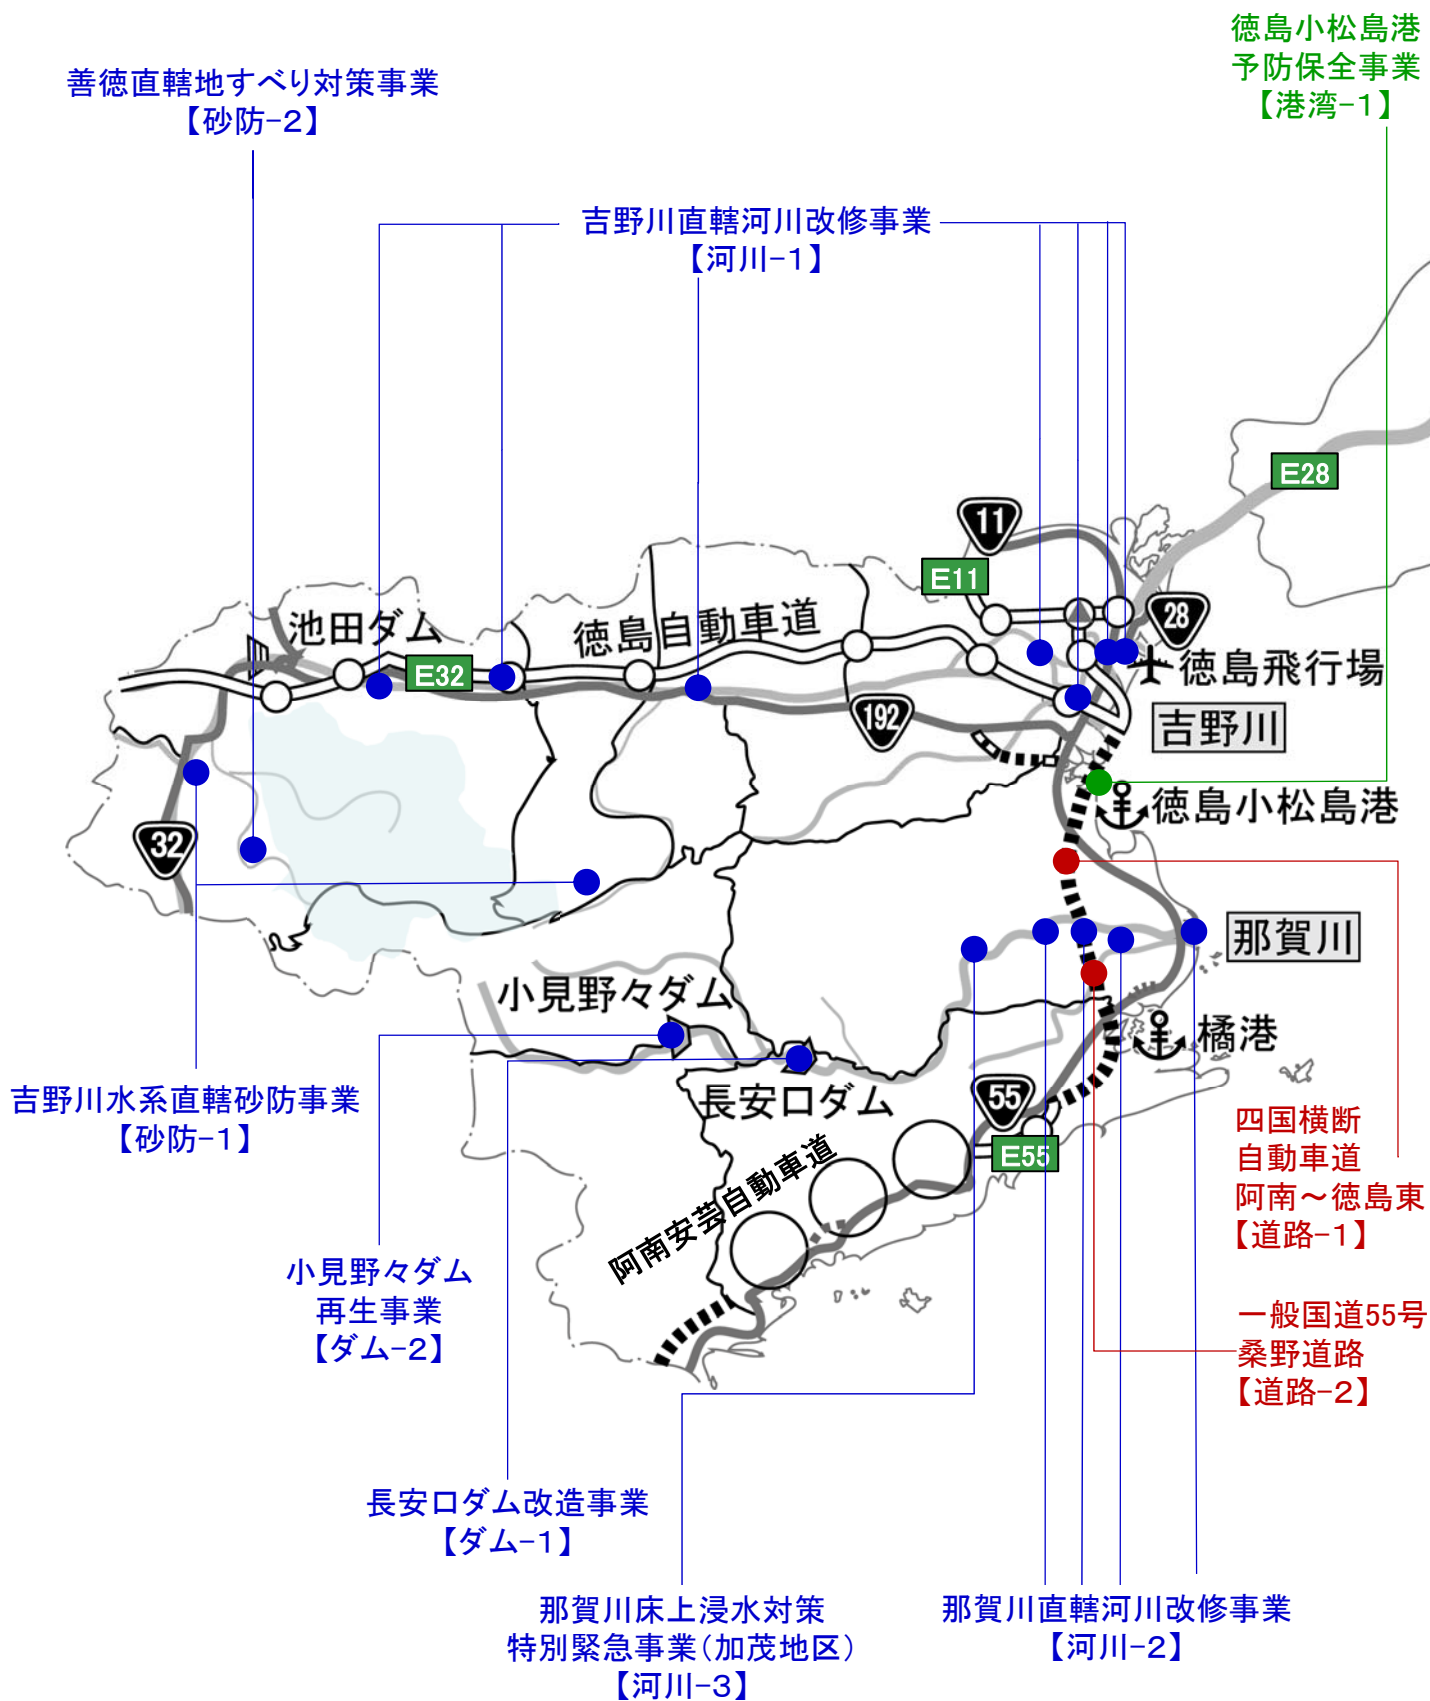 徳島小松島港
予防保全事業
【港湾-1】
善徳直轄地すべり対策事業
【砂防-2】
吉野川直轄河川改修事業
【河川-1】
E28
11
E11
28
池田ダム
徳島自動車道
E32
徳島飛行場
192
吉野川
徳島小松島港
32
那賀川
小見野々ダム
橘港
長安口ダム
55
E55
阿南安芸自動車道
吉野川水系直轄砂防事業
【砂防-1】
四国横断
自動車道
阿南～徳島東
【道路-1】
小見野々ダム
再生事業
【ダム-2】
一般国道55号
桑野道路
【道路-2】
長安口ダム改造事業
【ダム-1】
那賀川床上浸水対策
特別緊急事業（加茂地区）
【河川-3】
那賀川直轄河川改修事業
【河川-2】